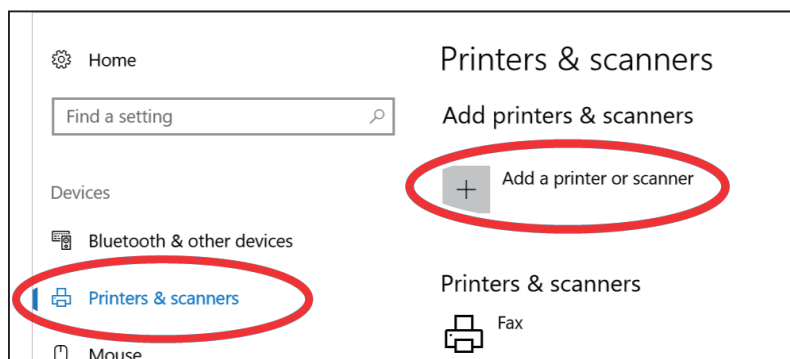 Home
Find a setting
Devices
Bluetooth & other devices
Printers & scanners
Mouse
Printers & scanners
Add printers & scanners
Add a printer or scanner
Printers & scanners
Fax